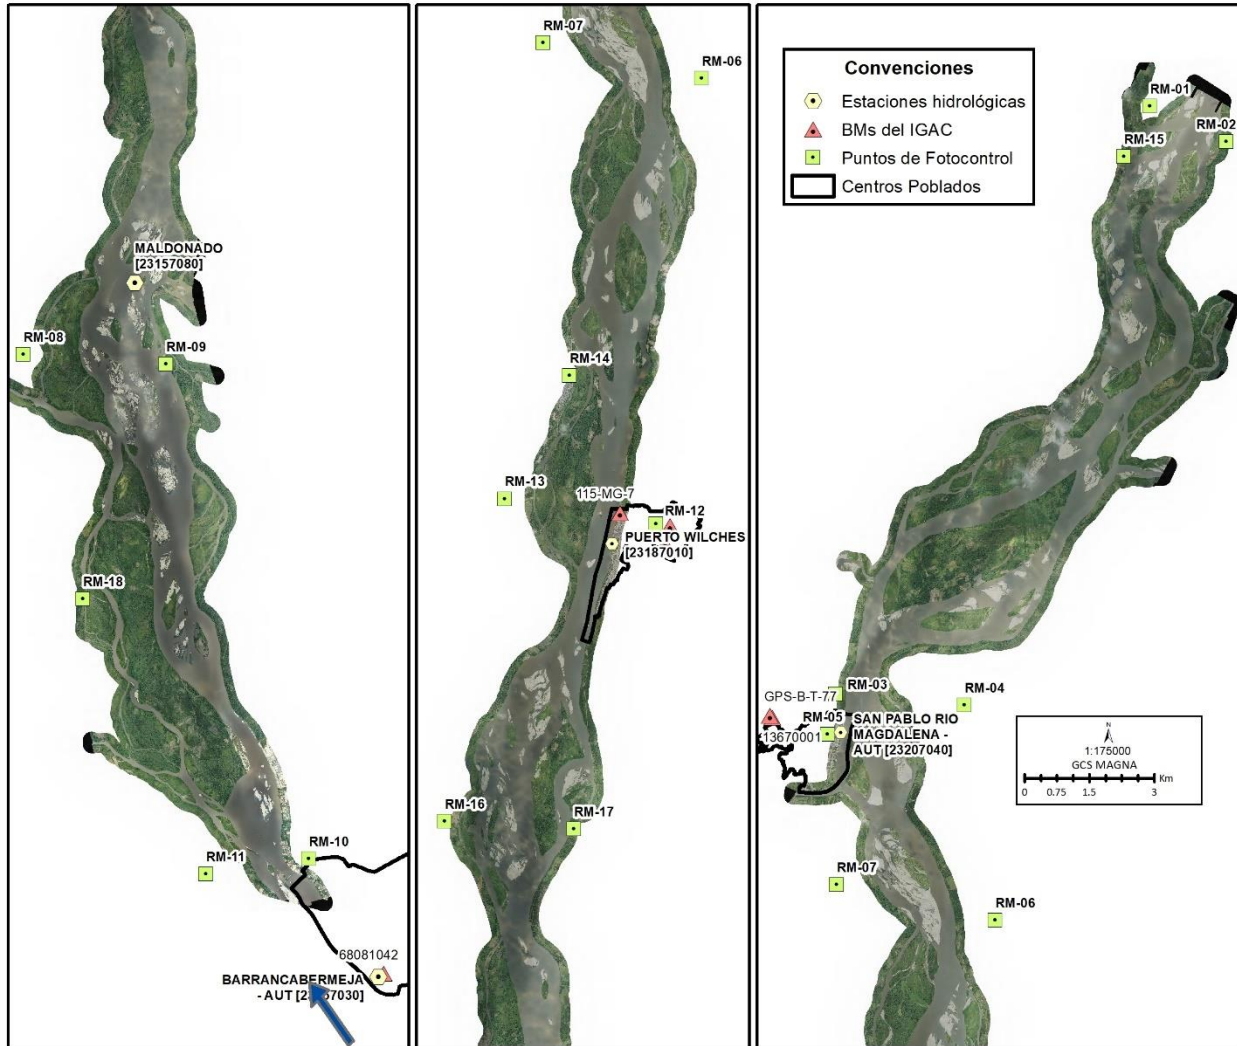 MALDONADO
[23157080]
RM-08
RM-09
RM-18
RM-10
RM-11
68081042
BARRANCABERMEJA
- AUT
RM-07
RM-06
RM-14
RM-13
115-MG-7
RM-12
PUERTO WILCHES
[23187010]
RM-16
RM-17
Convenciones
Estaciones hidrológicas
BMs del IGAC
Puntos de Fotocontrol
Centros Poblados
RM-01
RM-02
RM-15
RM-03
RM-04
GPS-B-T-77
RM-05
13670001
SAN PABLO RIO
MAGDALENA -
AUT [23207040]
N
1:175000
GCS MAGNA
Km
0 0.75 1.5 3
RM-07
RM-06